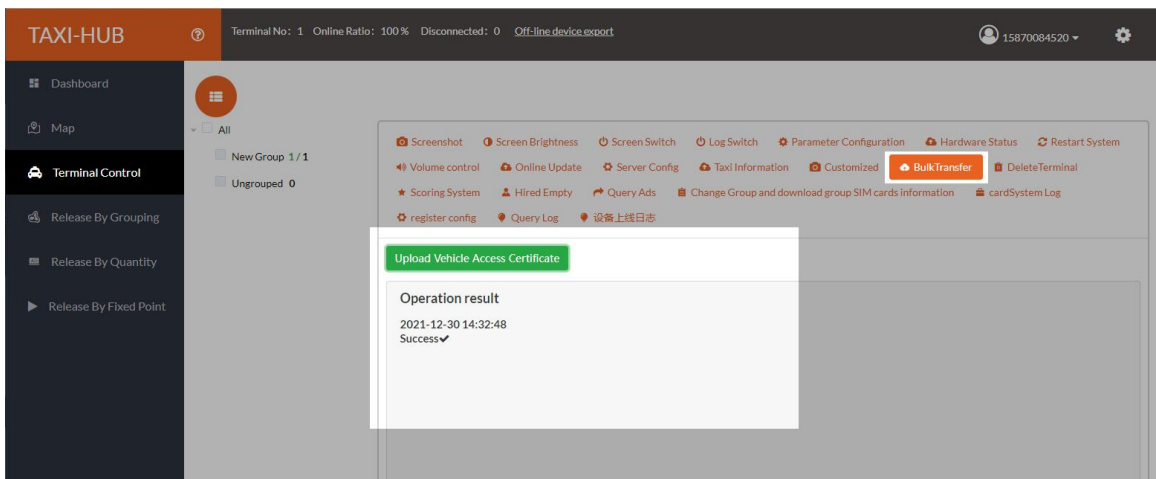 TAXI-HUB
Terminal No: 1 Online Ratio: 100% Disconnected: 0 Off-line device export
15870084520
Dashboard
Map
Terminal Control
Release By Grouping
Release By Quantity
Release By Fixed Point
All
New Group 1/1
Ungrouped 0
Screenshot Screen Brightness Screen Switch Log Switch Parameter Configuration Hardware Status Restart System
Volume control Online Update Server Config Taxi Information Customized BulkTransfer DeleteTerminal
Scoring System Hired Empty Query Ads Change Group and download group SIM cards information cardSystem Log
register config Query Log 设备上线日志
Upload Vehicle Access Certificate
Operation result
2021-12-30 14:32:48
Success✔